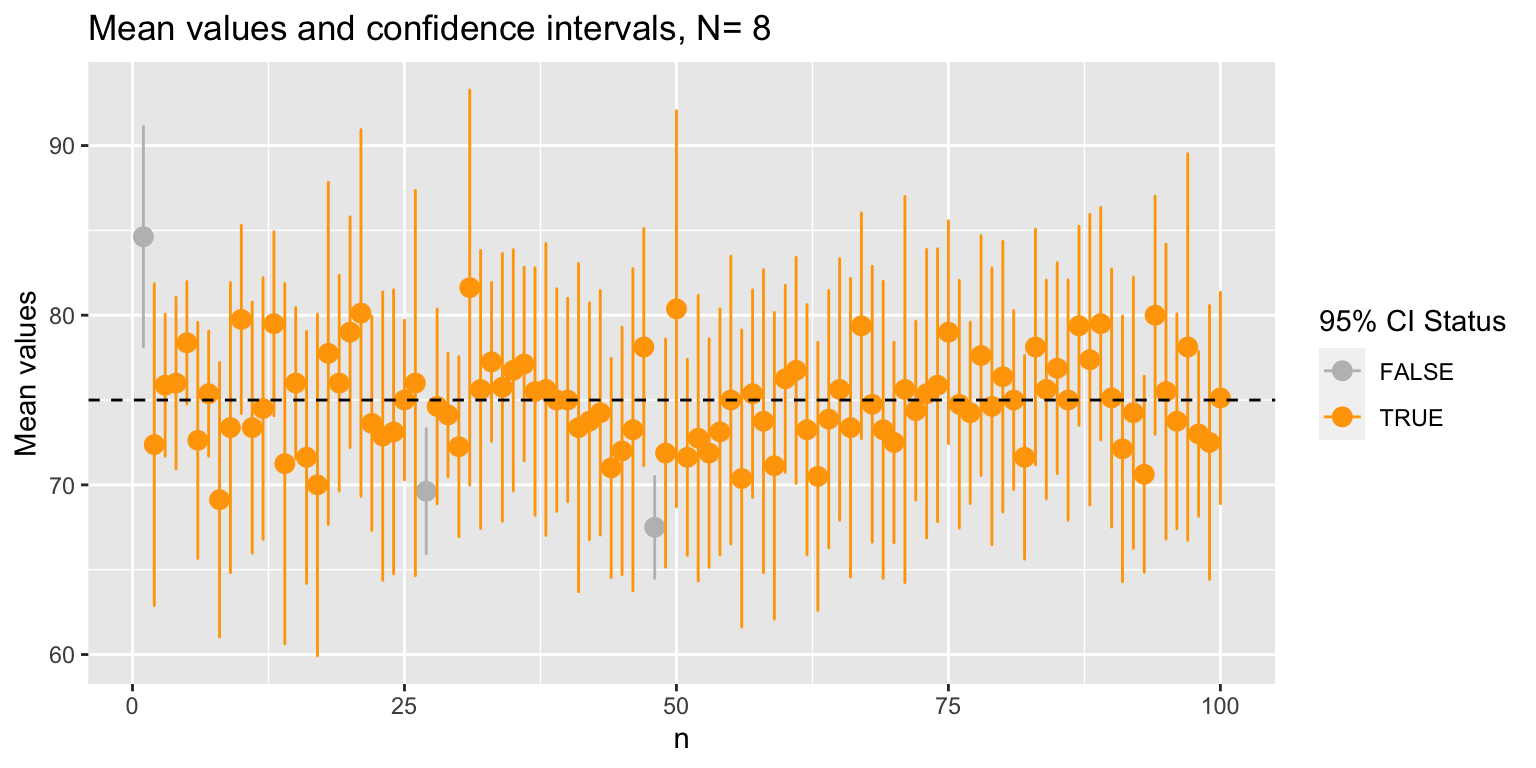 Mean values and confidence intervals, N= 8
Mean values
90
80
70
60
0
25
50
75
100
n
95% CI Status
FALSE
TRUE